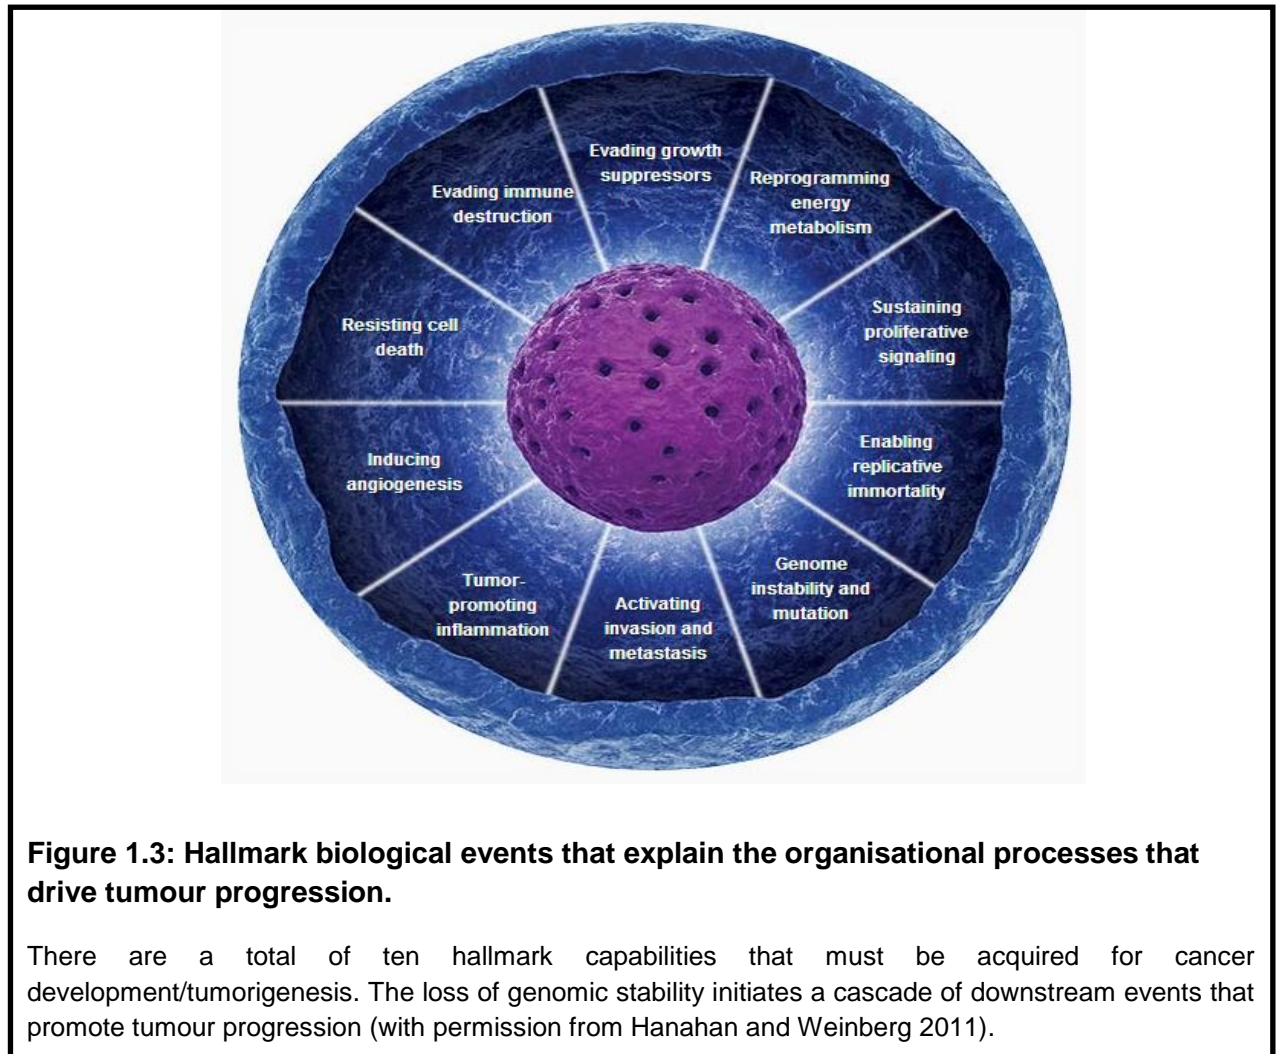 Evading growth
suppressors
Reprogramming
energy
metabolism
Sustaining
proliferative
signaling
Enabling
replicative
immortality
Genome
instability and
mutation
Activating
invasion and
metastasis
Tumor-
promoting
inflammation
Inducing
angiogenesis
Resisting cell
death
Evading immune
destruction
Figure 1.3: Hallmark biological events that explain the organisational processes that
drive tumour progression.
There are a total of ten hallmark capabilities that must be acquired for cancer
development/tumorigenesis. The loss of genomic stability initiates a cascade of downstream events that
promote tumour progression (with permission from Hanahan and Weinberg 2011).